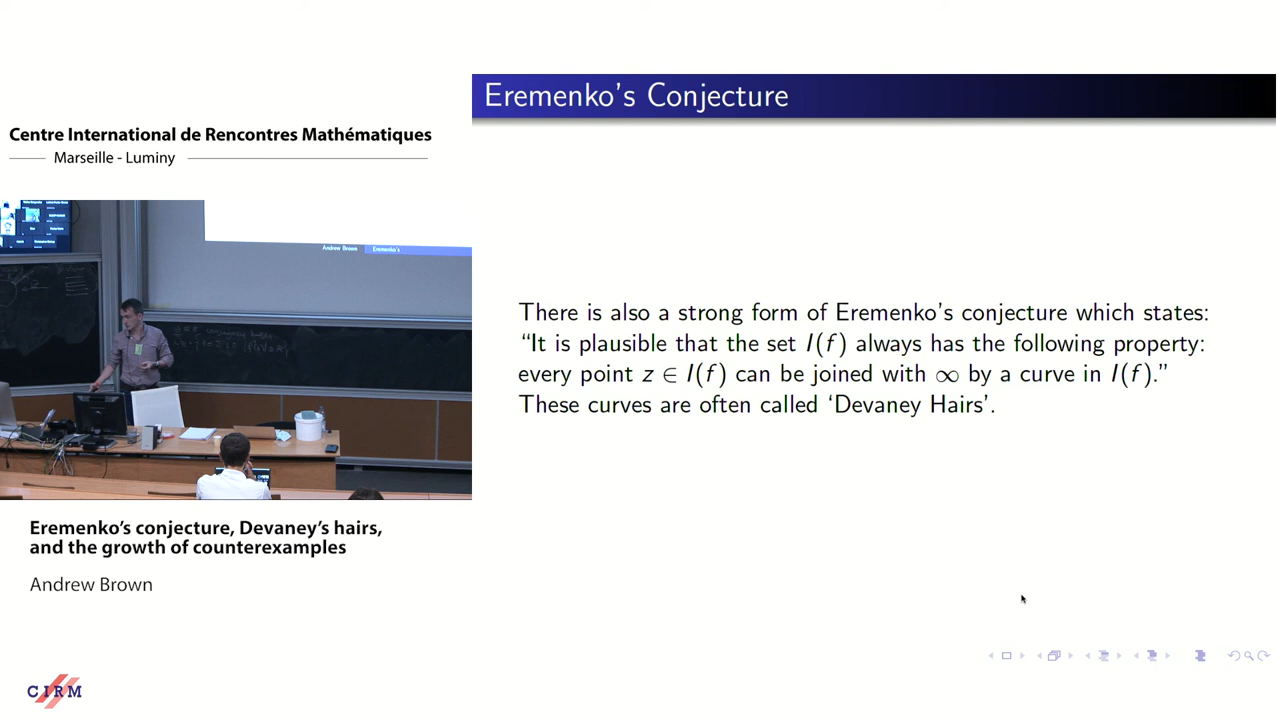 Eremenko's Conjecture
Centre International de Rencontres Mathématiques
Marseille - Luminy
Andrew Brown
Eremenko's
There is also a strong form of Eremenko's conjecture which states:
“It is plausible that the set I(f) always has the following property:
every point z ∈ I(f) can be joined with ∞ by a curve in I(f).”
These curves are often called ‘Devaney Hairs’.
Eremenko's conjecture, Devaney's hairs,
and the growth of counterexamples
Andrew Brown
CIRM